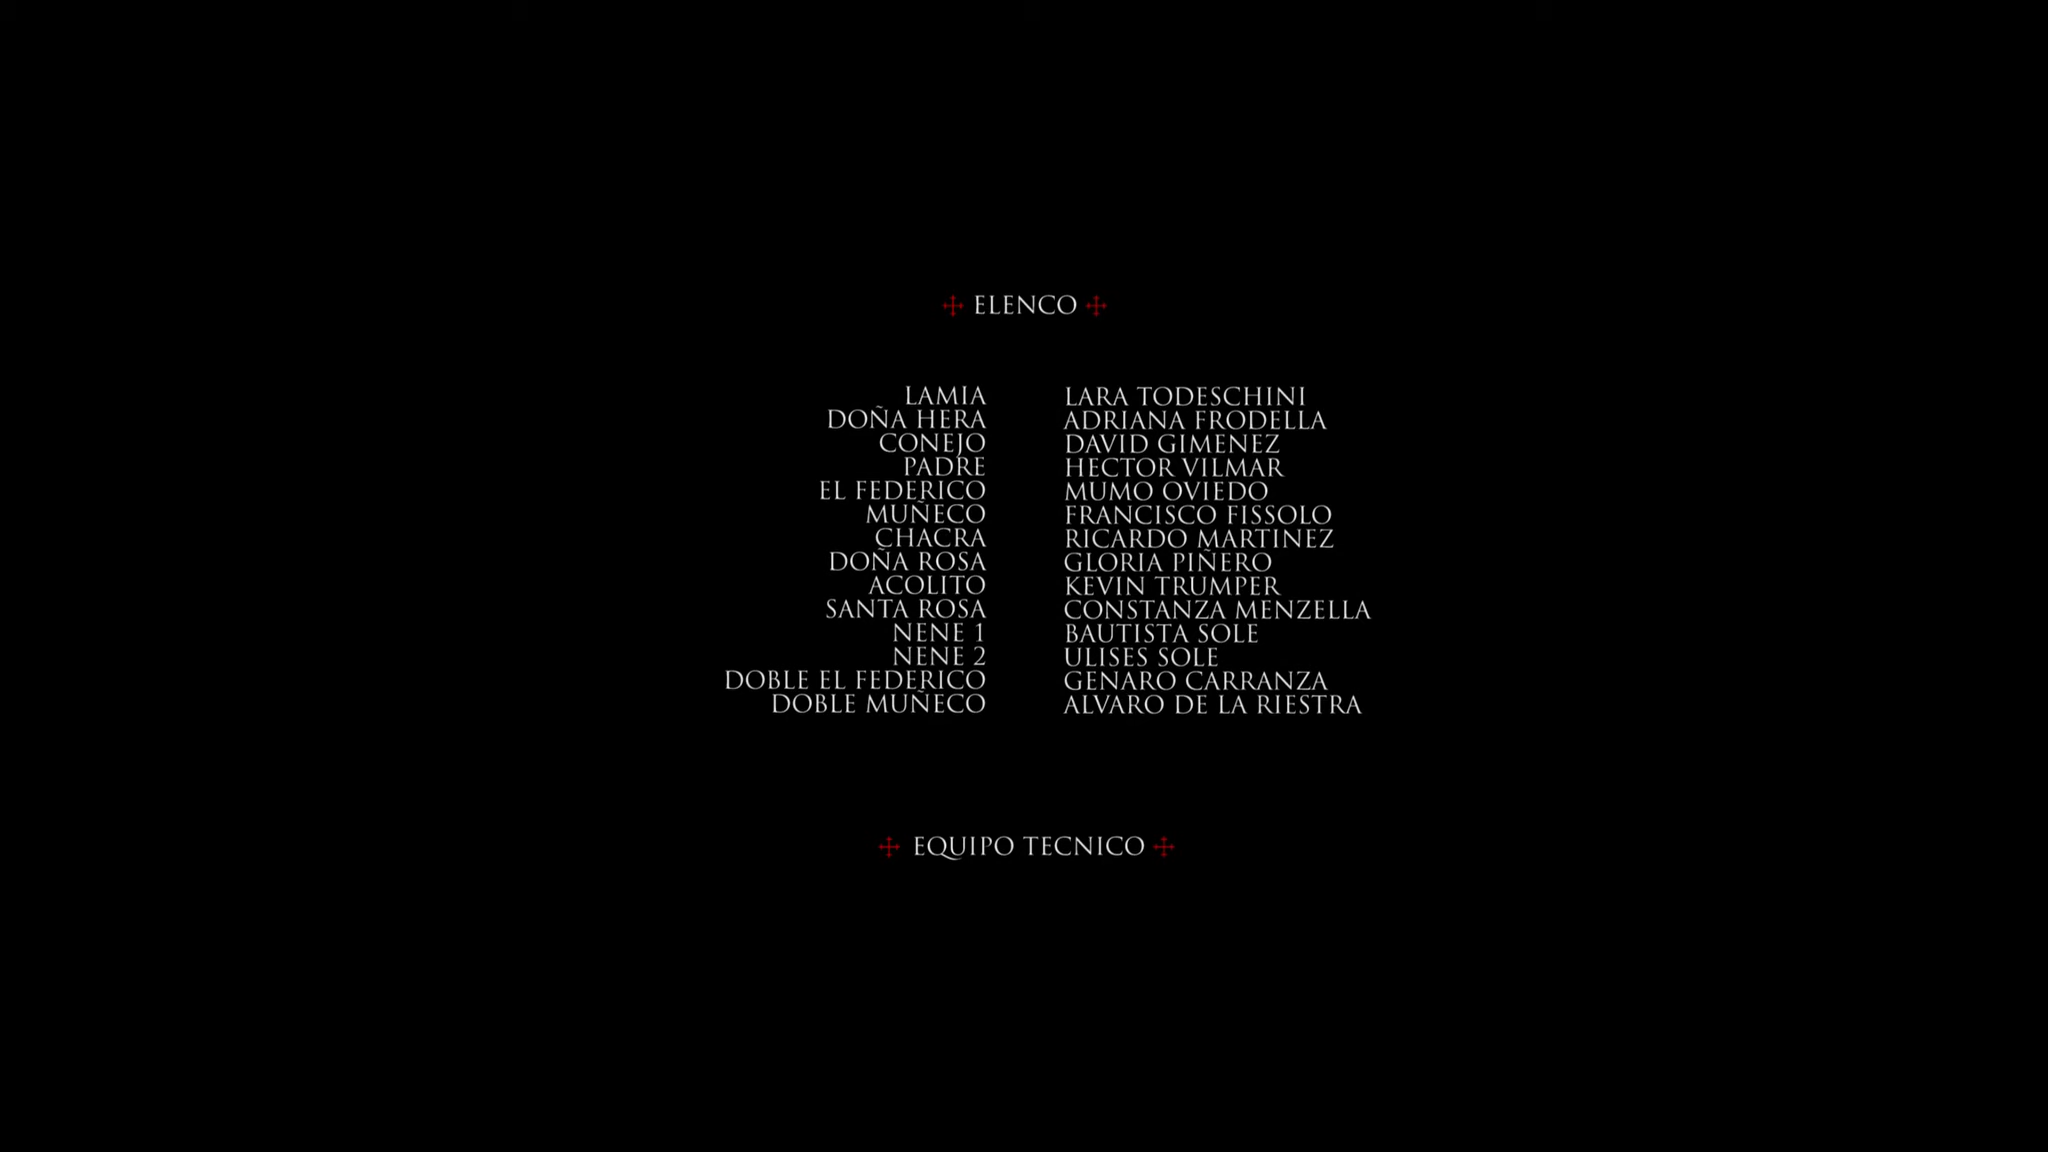 ELENCO
LAMIA LARA TODESCHINI
DOÑA HERA ADRIANA FRODELLA
CONEJO DAVID GIMENEZ
PADRE HECTOR VILMAR
EL FEDERICO MUMO OVIEDO
MUÑECO FRANCISCO FISSOLO
CHACRA RICARDO MARTINEZ
DOÑA ROSA GLORIA PIÑERO
ACOLITO KEVIN TRUMPER
SANTA ROSA CONSTANZA MENZELLA
NENE 1 BAUTISTA SOLE
NENE 2 ULISES SOLE
DOBLE EL FEDERICO GENARO CARRANZA
DOBLE MUÑECO ALVARO DE LA RIESTRA
EQUIPO TECNICO